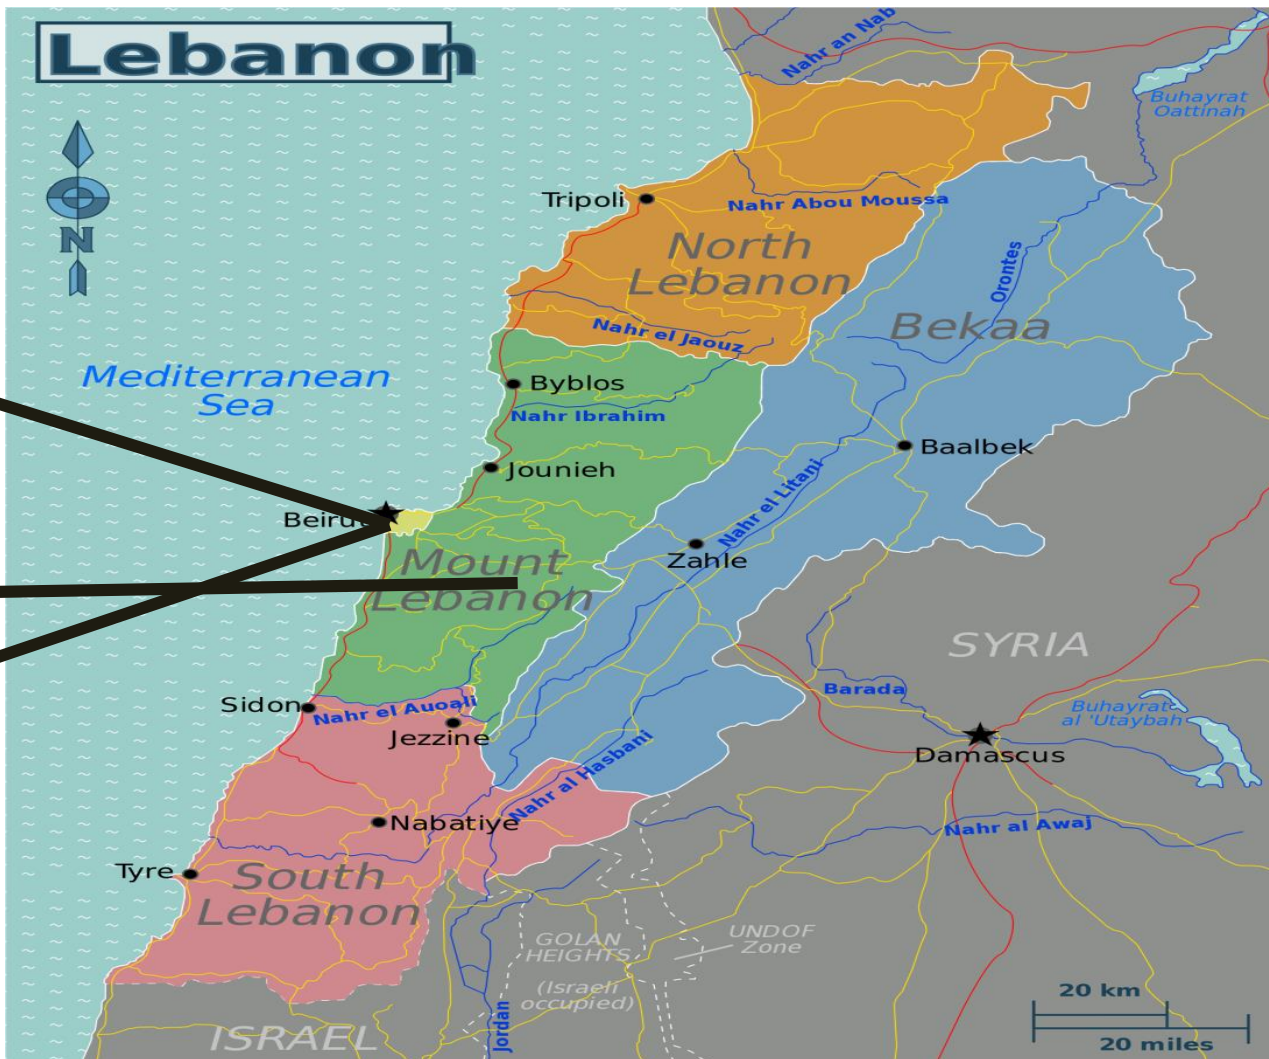 Lebanon
Nahr an Nab
Buhayrat
Oattinah
N
Tripoli
Nahr Abou Moussa
North
Lebanon
Orontes
Bekaa
Nahr el Jaouz
Mediterranean
Sea
Byblos
Nahr Ibrahim
Baalbek
Jounieh
Nahr el Litani
Beirut
Mount
Lebanon
Zahle
SYRIA
Barada
Sidon
Nahr el Auoali
Jezzine
Buhayrat
al 'Utaybah
Damascus
Nahr al Hasbani
Nabatiye
Nahr al Awaj
Tyre
South
Lebanon
GOLAN
HEIGHTS
(Israeli
occupied)
UNDOF
Zone
Jordan
ISRAEL
20 km
20 miles